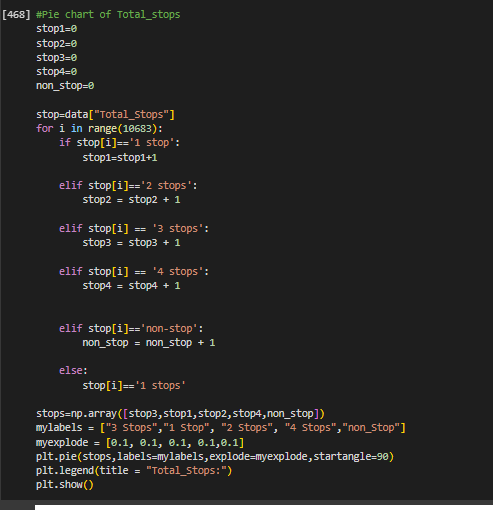 [468] #Pie chart of Total_stops
stop1=0
stop2=0
stop3=0
stop4=0
non_stop=0
stop=data["Total_Stops"]
for i in range(10683):
if stop[i]=='1 stop':
stop1=stop1+1
elif stop[i]=='2 stops':
stop2 = stop2 + 1
elif stop[i] == '3 stops':
stop3 = stop3 + 1
elif stop[i] == '4 stops':
stop4 = stop4 + 1
elif stop[i]=='non-stop':
non_stop = non_stop + 1
else:
stop[i]=='1 stops'
stops=np.array([stop3,stop1,stop2,stop4,non_stop])
mylabels = ["3 Stops","1 Stop", "2 Stops", "4 Stops","non_Stop"]
myexplode = [0.1, 0.1, 0.1, 0.1,0.1]
plt.pie(stops,labels=mylabels,explode=myexplode,startangle=90)
plt.legend(title = "Total_Stops:")
plt.show()